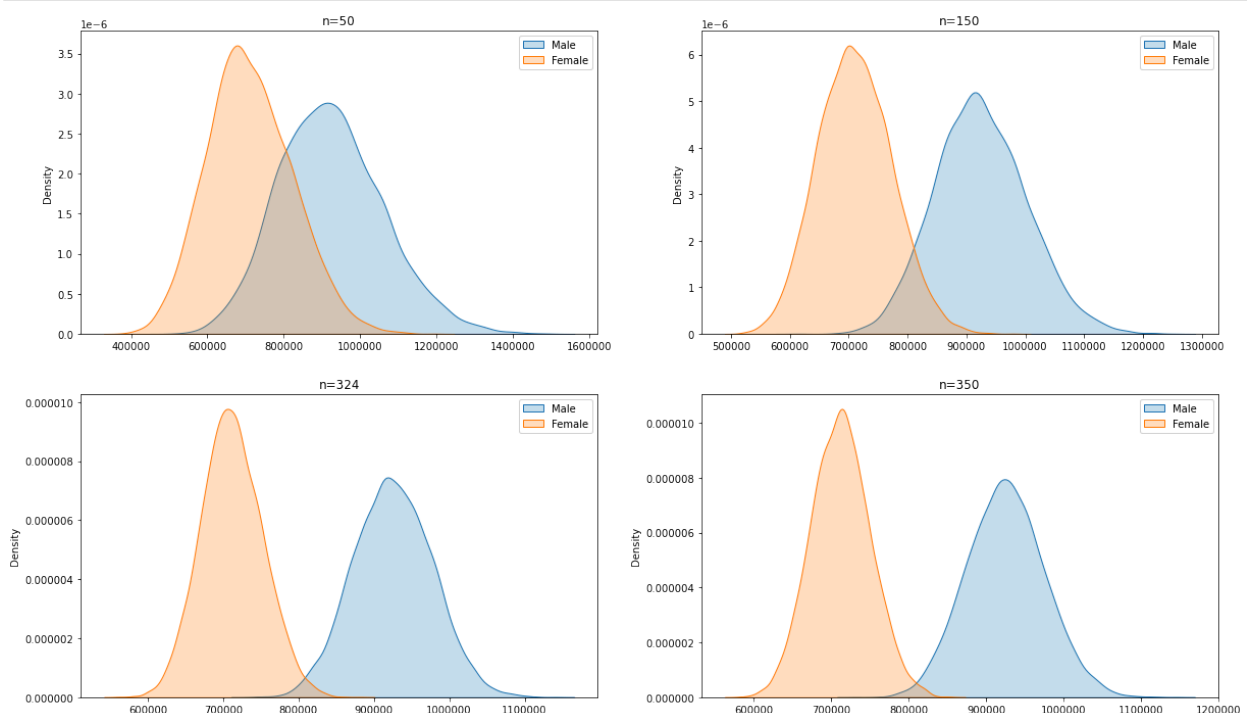 n=50
1e−6
Male
Female
3.5
3.0
2.5
2.0
1.5
1.0
0.5
0.0
Density
400000 600000 800000 1000000 1200000 1400000 1600000
n=150
1e−6
Male
Female
6
5
4
3
2
1
0
Density
500000 600000 700000 800000 900000 1000000 1100000 1200000 1300000
n=324
Male
Female
0.000010
0.000008
0.000006
0.000004
0.000002
0.000000
Density
600000 700000 800000 900000 1000000 1100000
n=350
Male
Female
0.000010
0.000008
0.000006
0.000004
0.000002
0.000000
Density
600000 700000 800000 900000 1000000 1100000 1200000